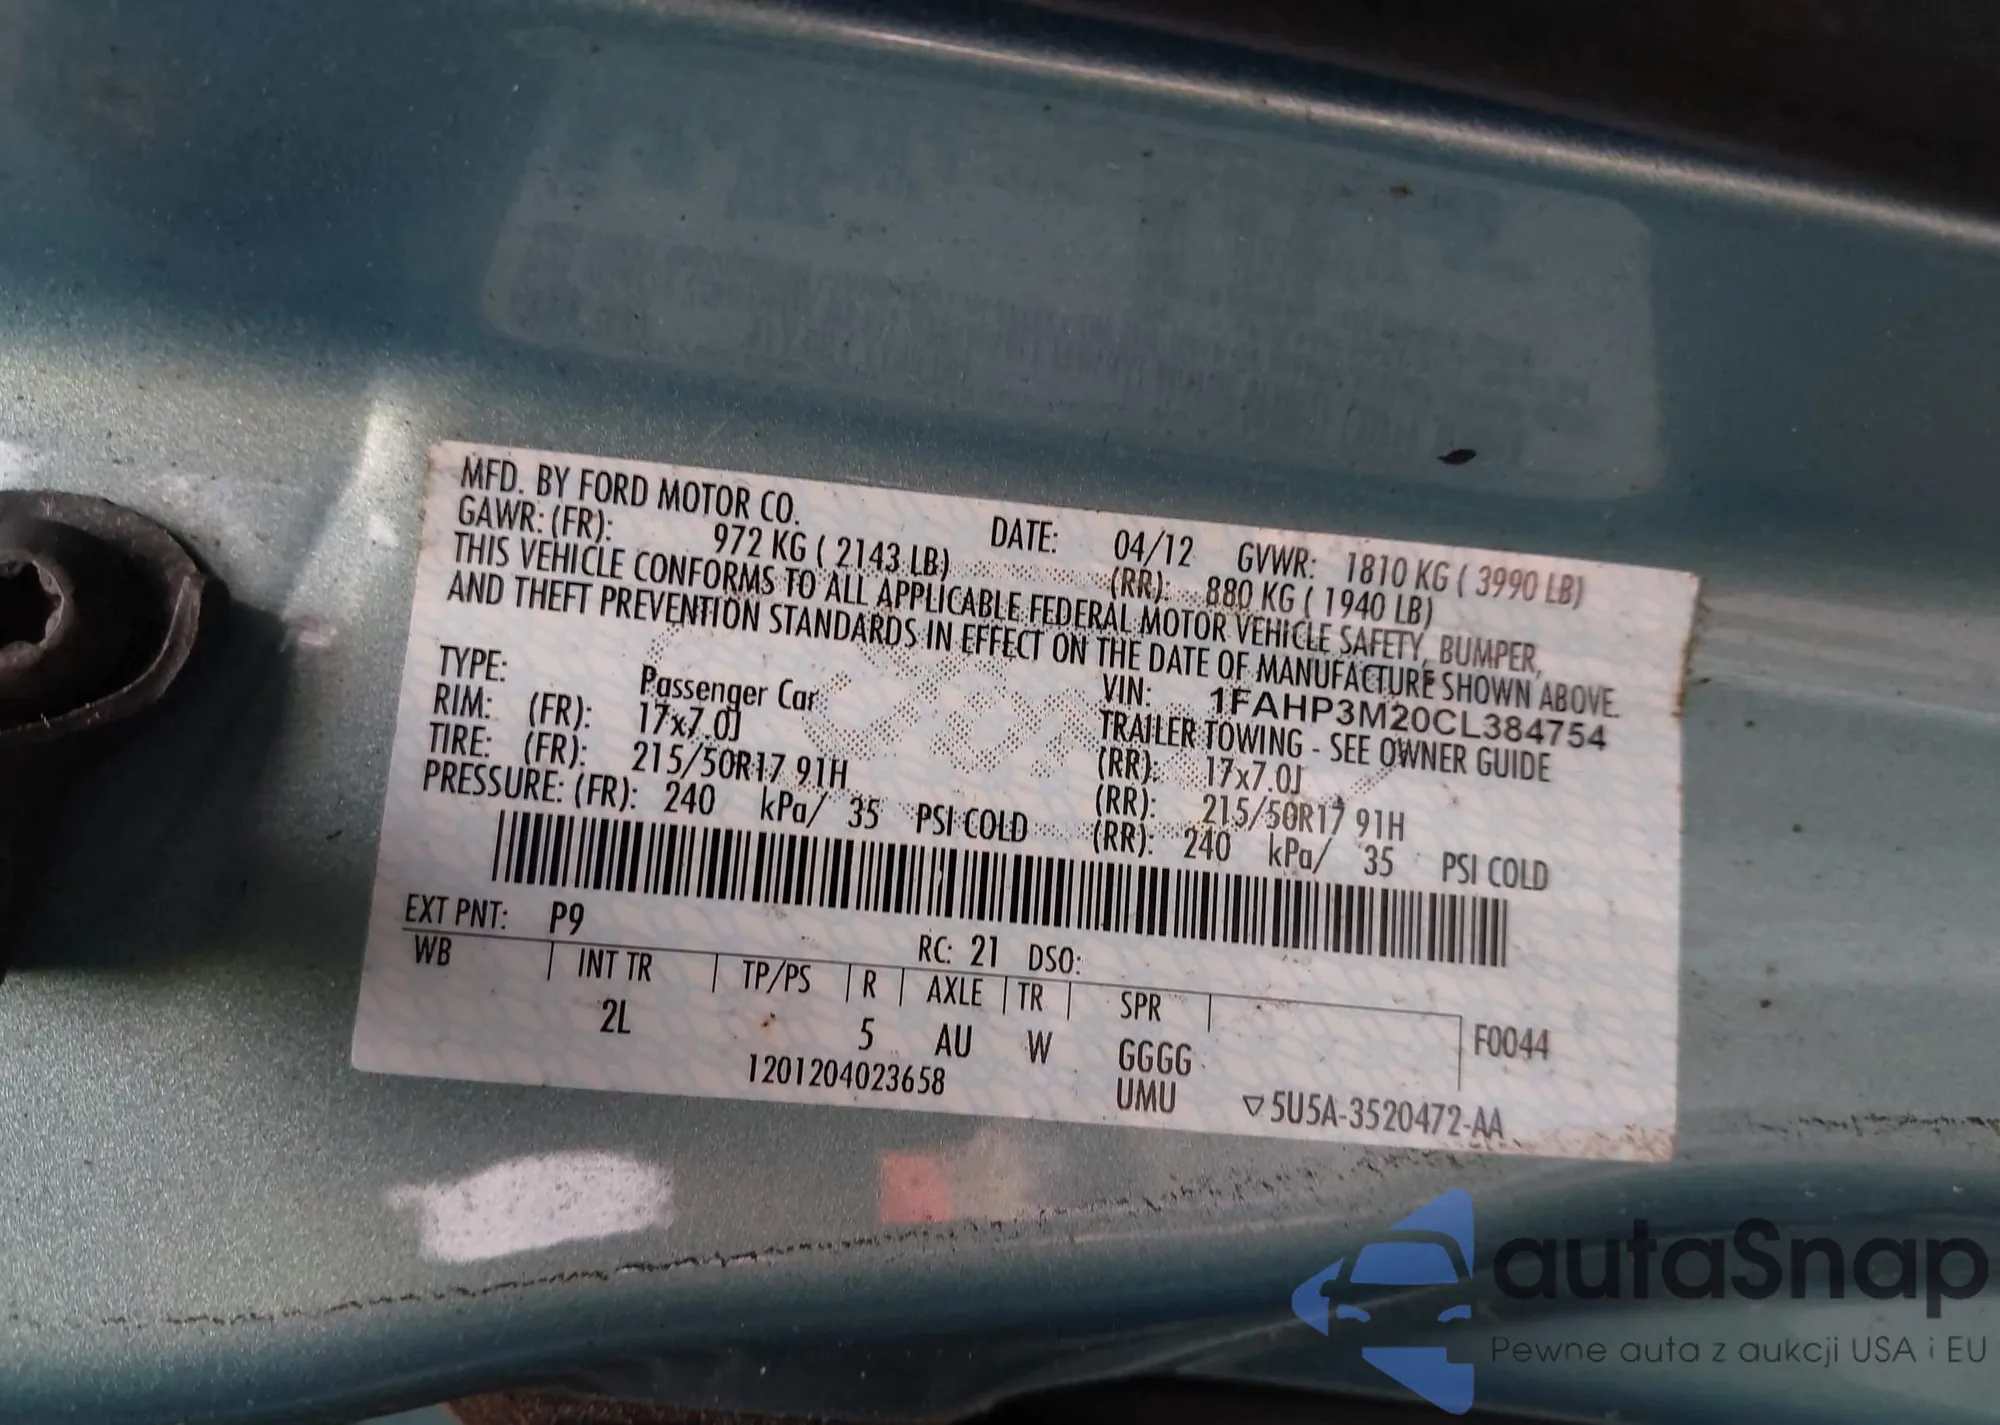 MFD. BY FORD MOTOR CO. DATE: 04/12 GVWR: 1810 KG ( 3990 LB)
GAWR: (FR): 972 KG ( 2143 LB) (RR): 880 KG ( 1940 LB)
THIS VEHICLE CONFORMS TO ALL APPLICABLE FEDERAL MOTOR VEHICLE SAFETY, BUMPER,
AND THEFT PREVENTION STANDARDS IN EFFECT ON THE DATE OF MANUFACTURE SHOWN ABOVE.
VIN: 1FAHP3M20CL384754
TYPE: Passenger Car TRAILER TOWING - SEE OWNER GUIDE
RIM: (FR): 17x7.0J (RR): 17x7.0J
TIRE: (FR): 215/50R17 91H (RR): 215/50R17 91H
PRESSURE: (FR): 240 kPa/ 35 PSI COLD (RR): 240 kPa/ 35 PSI COLD
EXT PNT: P9 RC: 21 DSO:
WB INT TR TP/PS R AXLE TR SPR F0044
2L 5 AU W GGGG
1201204023658 UMU ▽5U5A-3520472-AA
autaSnap
Pewne auta z aukcji USA i EU